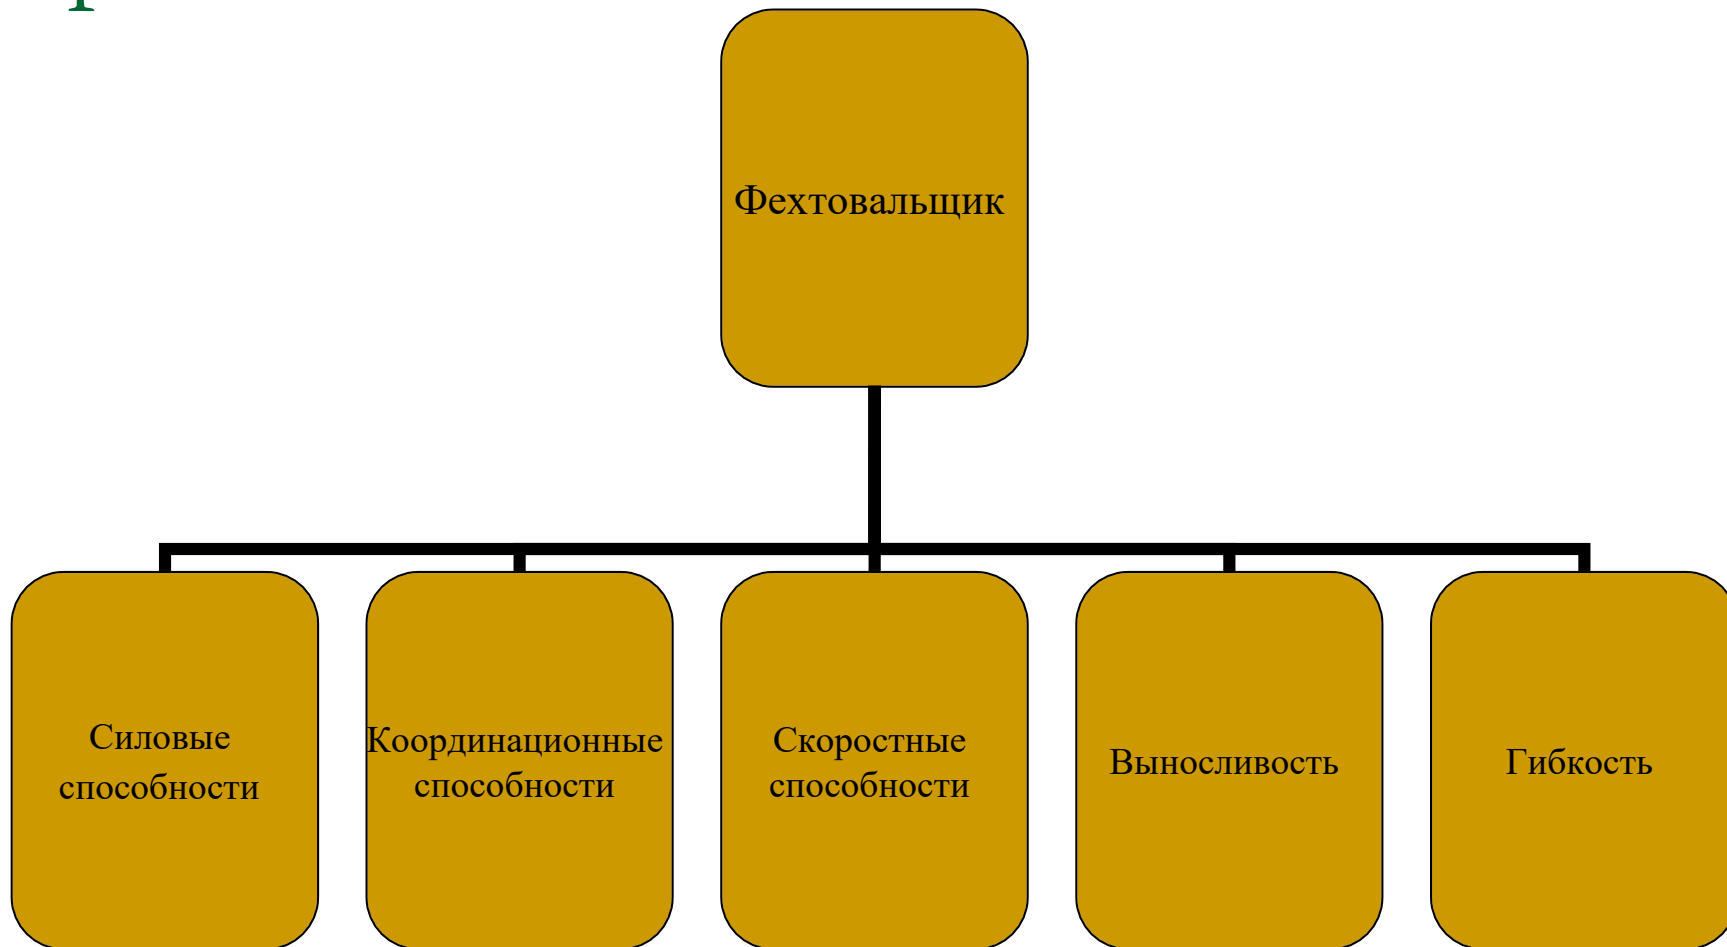 Фехтовальщик
Силовые
способности
Координационные
способности
Скоростные
способности
Выносливость
Гибкость